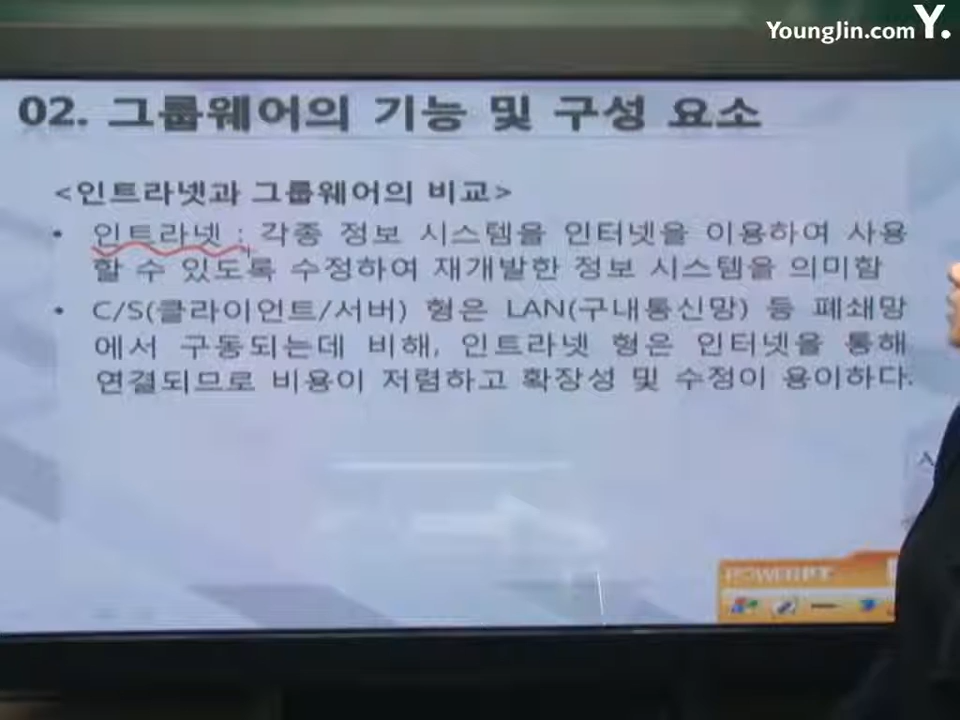 YoungJin.com Y.
02. 그룹웨어의 기능 및 구성 요소
<인트라넷과 그룹웨어의 비교>
• 인트라넷 : 각종 정보 시스템을 인터넷을 이용하여 사용
할 수 있도록 수정하여 재개발한 정보 시스템을 의미함
• C/S(클라이언트/서버) 형은 LAN(구내통신망) 등 폐쇄망
에서 구동되는데 비해, 인트라넷 형은 인터넷을 통해
연결되므로 비용이 저렴하고 확장성 및 수정이 용이하다.